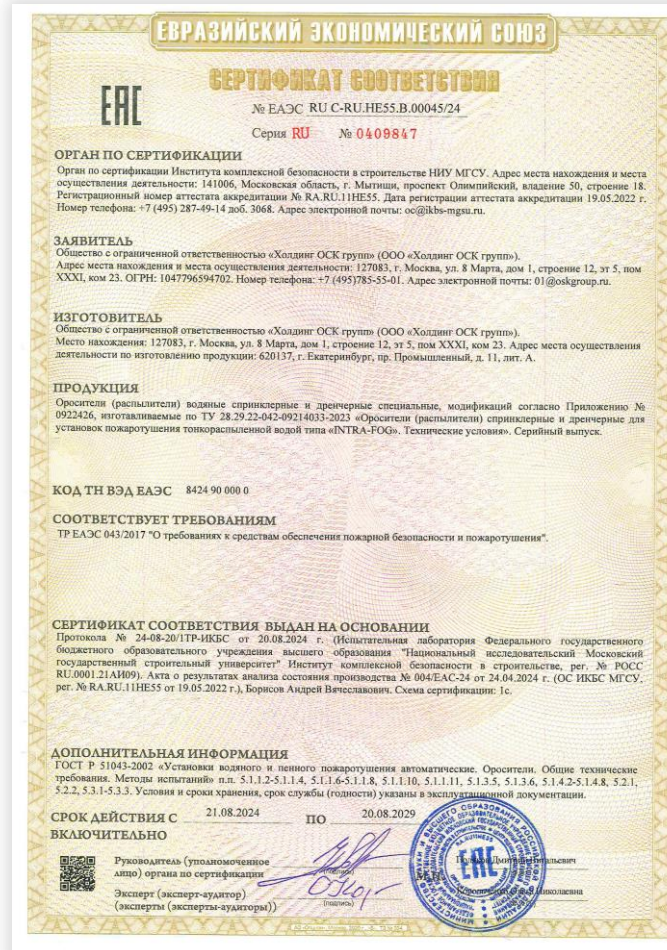 ЕВРАЗИЙСКИЙ ЭКОНОМИЧЕСКИЙ СОЮЗ
СЕРТИФИКАТ СООТВЕТСТВИЯ
ЕАС
№ ЕАЭС RU С-RU.НЕ55.В.00045/24
Серия RU № 0409847
ОРГАН ПО СЕРТИФИКАЦИИ
Орган по сертификации Института комплексной безопасности в строительстве НИУ МГСУ. Адрес места нахождения и места
осуществления деятельности: 141006, Московская область, г. Мытищи, проспект Олимпийский, владение 50, строение 18.
Регистрационный номер аттестата аккредитации № RA.RU.11НЕ55. Дата регистрации аттестата аккредитации 19.05.2022 г.
Номер телефона: +7 (495) 287-49-14 доб. 3068. Адрес электронной почты: oc@ikbs-mgsu.ru.
ЗАЯВИТЕЛЬ
Общество с ограниченной ответственностью «Холдинг ОСК групп» (ООО «Холдинг ОСК групп»).
Адрес места нахождения и места осуществления деятельности: 127083, г. Москва, ул. 8 Марта, дом 1, строение 12, эт 5, пом
XXXI, ком 23. ОГРН: 1047796594702. Номер телефона: +7 (495)785-55-01. Адрес электронной почты: 01@oskgroup.ru.
ИЗГОТОВИТЕЛЬ
Общество с ограниченной ответственностью «Холдинг ОСК групп» (ООО «Холдинг ОСК групп»).
Место нахождения: 127083, г. Москва, ул. 8 Марта, дом 1, строение 12, эт 5, пом XXXI, ком 23. Адрес места осуществления
деятельности по изготовлению продукции: 620137, г. Екатеринбург, пр. Промышленный, д. 11, лит. А.
ПРОДУКЦИЯ
Оросители (распылители) водяные спринклерные и дренчерные специальные, модификаций согласно Приложению №
0922426, изготавливаемые по ТУ 28.29.22-042-09214033-2023 «Оросители (распылители) спринклерные и дренчерные для
установок пожаротушения тонкораспыленной водой типа «INTRA-FOG». Технические условия». Серийный выпуск.
КОД ТН ВЭД ЕАЭС 8424 90 000 0
СООТВЕТСТВУЕТ ТРЕБОВАНИЯМ
ТР ЕАЭС 043/2017 "О требованиях к средствам обеспечения пожарной безопасности и пожаротушения".
СЕРТИФИКАТ СООТВЕТСТВИЯ ВЫДАН НА ОСНОВАНИИ
Протокола № 24-08-20/1ТР-ИКБС от 20.08.2024 г. (Испытательная лаборатория Федерального государственного
бюджетного образовательного учреждения высшего образования "Национальный исследовательский Московский
государственный строительный университет" Институт комплексной безопасности в строительстве, рег. № РОСС
RU.0001.21АИ09). Акта о результатах анализа состояния производства № 004/ЕАС-24 от 24.04.2024 г. (ОС ИКБС МГСУ,
рег. № RA.RU.11НЕ55 от 19.05.2022 г.), Борисов Андрей Вячеславович. Схема сертификации: 1с.
ДОПОЛНИТЕЛЬНАЯ ИНФОРМАЦИЯ
ГОСТ Р 51043-2002 «Установки водяного и пенного пожаротушения автоматические. Оросители. Общие технические
требования. Методы испытаний» п.п. 5.1.1.2-5.1.1.4, 5.1.1.6-5.1.1.8, 5.1.1.10, 5.1.1.11, 5.1.3.5, 5.1.3.6, 5.1.4.2-5.1.4.8, 5.2.1,
5.2.2, 5.3.1-5.3.3. Условия и сроки хранения, срок службы (годности) указаны в эксплуатационной документации.
СРОК ДЕЙСТВИЯ С 21.08.2024 ПО 20.08.2029
ВКЛЮЧИТЕЛЬНО
Руководитель (уполномоченное
лицо) органа по сертификации
(подпись)
Эксперт (эксперт-аудитор)
(эксперты (эксперты-аудиторы))
(подпись)
ЕАС
Николаевна